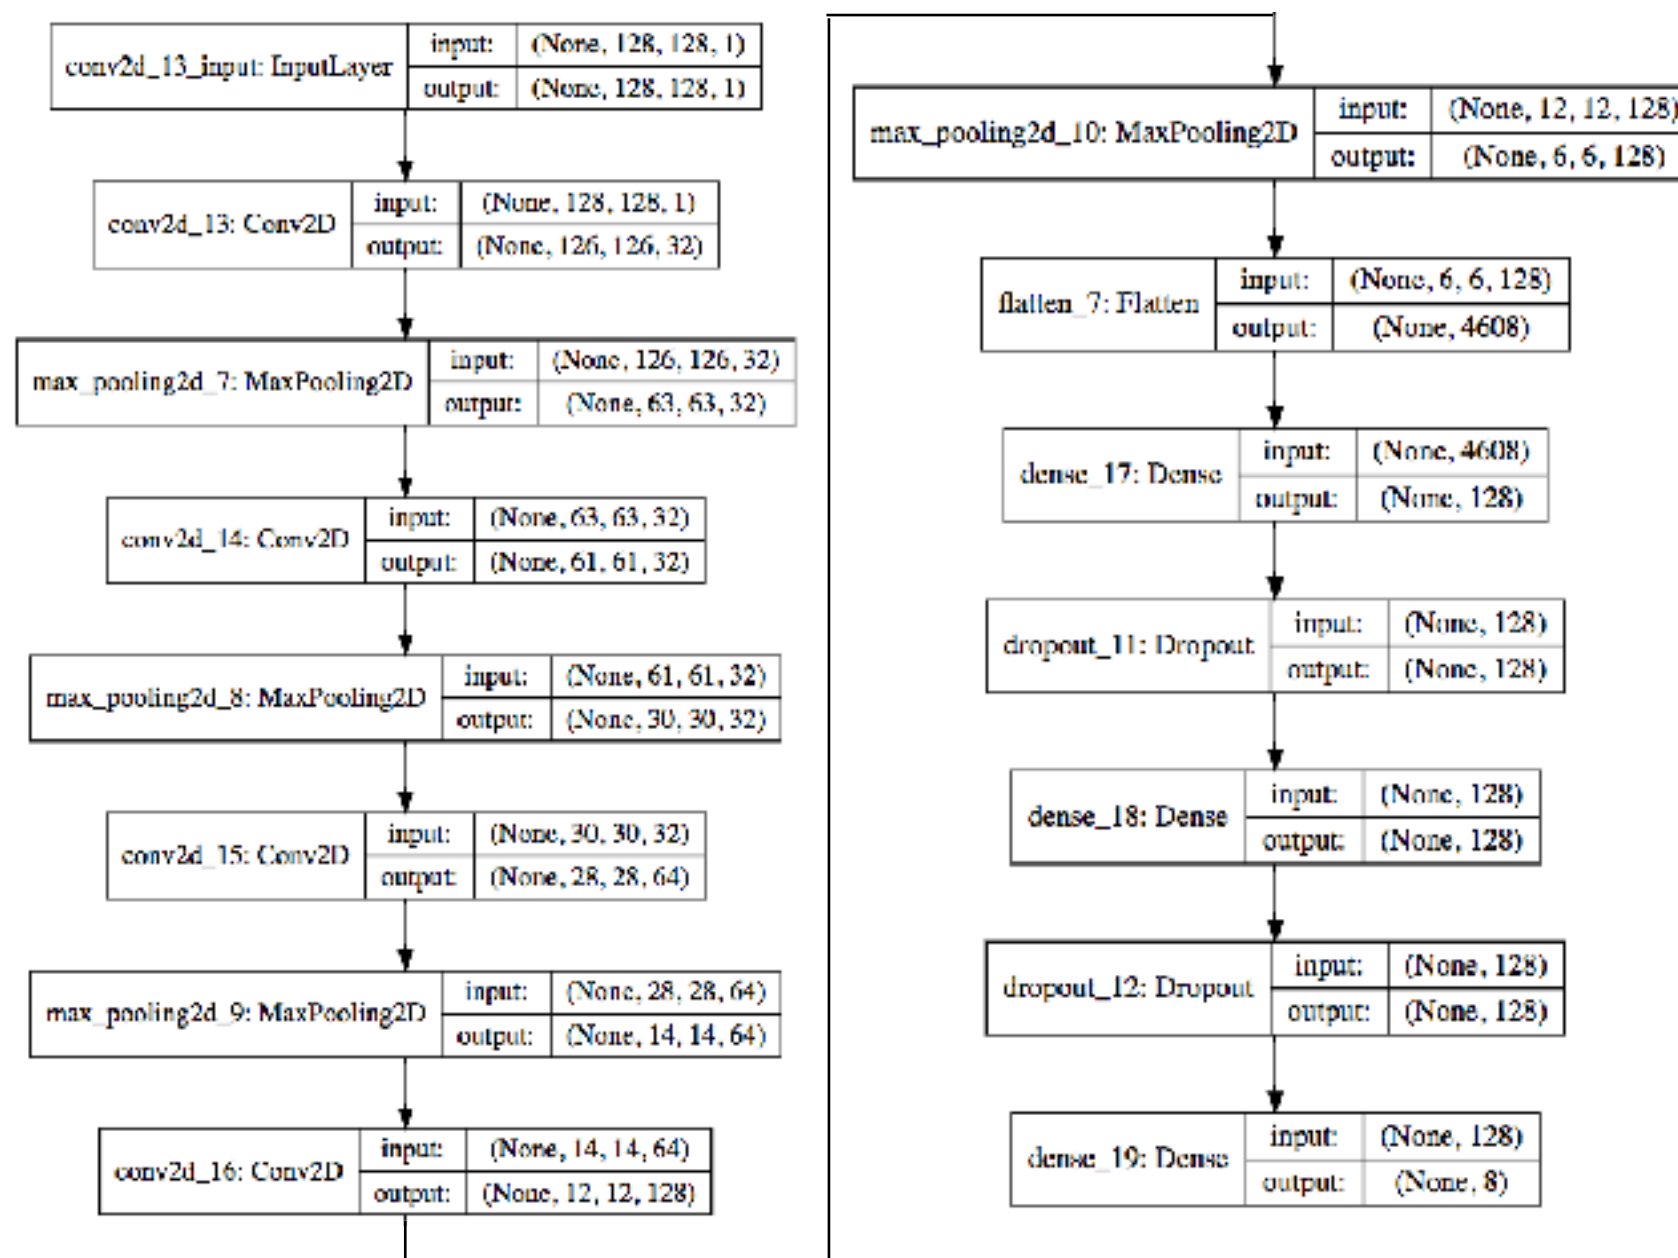 conv2d_13_input: InputLayer
input: (None, 128, 128, 1)
output: (None, 128, 128, 1)
conv2d_13: Conv2D
input: (None, 128, 128, 1)
output: (None, 126, 126, 32)
max_pooling2d_7: MaxPooling2D
input: (None, 126, 126, 32)
output: (None, 63, 63, 32)
conv2d_14: Conv2D
input: (None, 63, 63, 32)
output: (None, 61, 61, 32)
max_pooling2d_8: MaxPooling2D
input: (None, 61, 61, 32)
output: (None, 30, 30, 32)
conv2d_15: Conv2D
input: (None, 30, 30, 32)
output: (None, 28, 28, 64)
max_pooling2d_9: MaxPooling2D
input: (None, 28, 28, 64)
output: (None, 14, 14, 64)
conv2d_16: Conv2D
input: (None, 14, 14, 64)
output: (None, 12, 12, 128)
max_pooling2d_10: MaxPooling2D
input: (None, 12, 12, 128)
output: (None, 6, 6, 128)
flatten_7: Flatten
input: (None, 6, 6, 128)
output: (None, 4608)
dense_17: Dense
input: (None, 4608)
output: (None, 128)
dropout_11: Dropout
input: (None, 128)
output: (None, 128)
dense_18: Dense
input: (None, 128)
output: (None, 128)
dropout_12: Dropout
input: (None, 128)
output: (None, 128)
dense_19: Dense
input: (None, 128)
output: (None, 8)